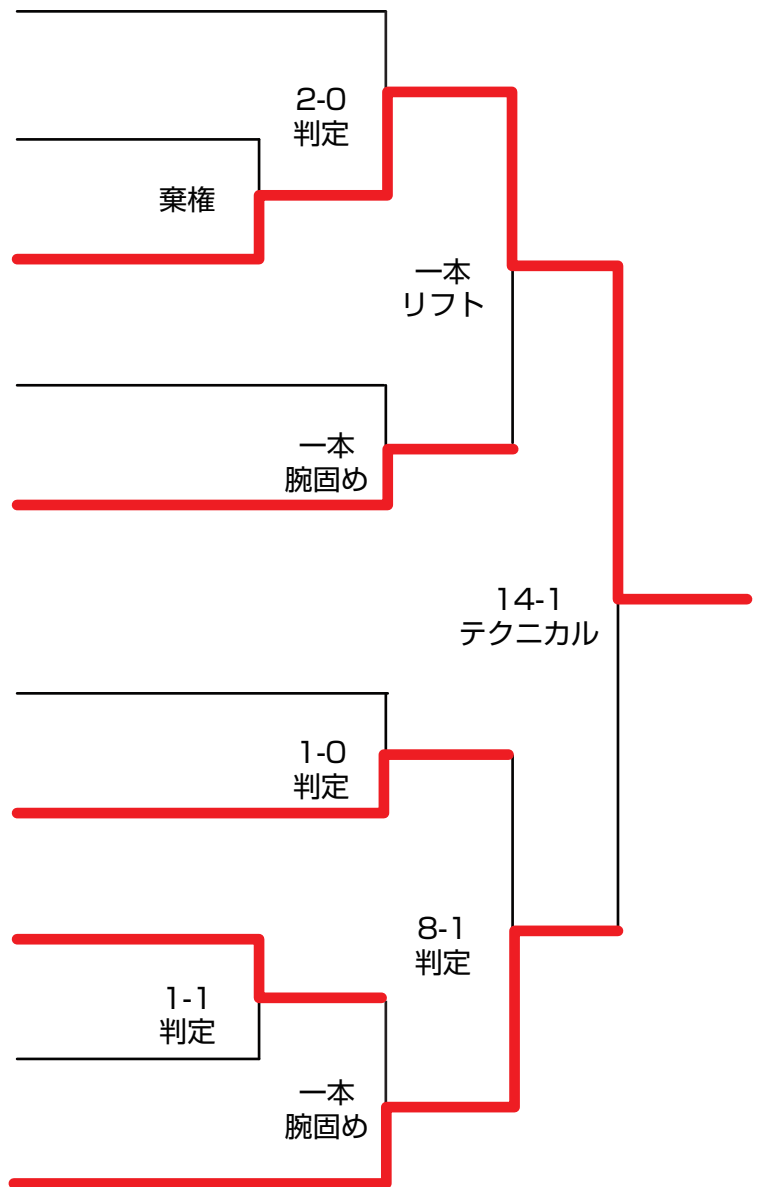 2-0
判定
棄権
一本
リフト
一本
腕固め
14-1
テクニカル
1-0
判定
8-1
判定
1-1
判定
一本
腕固め